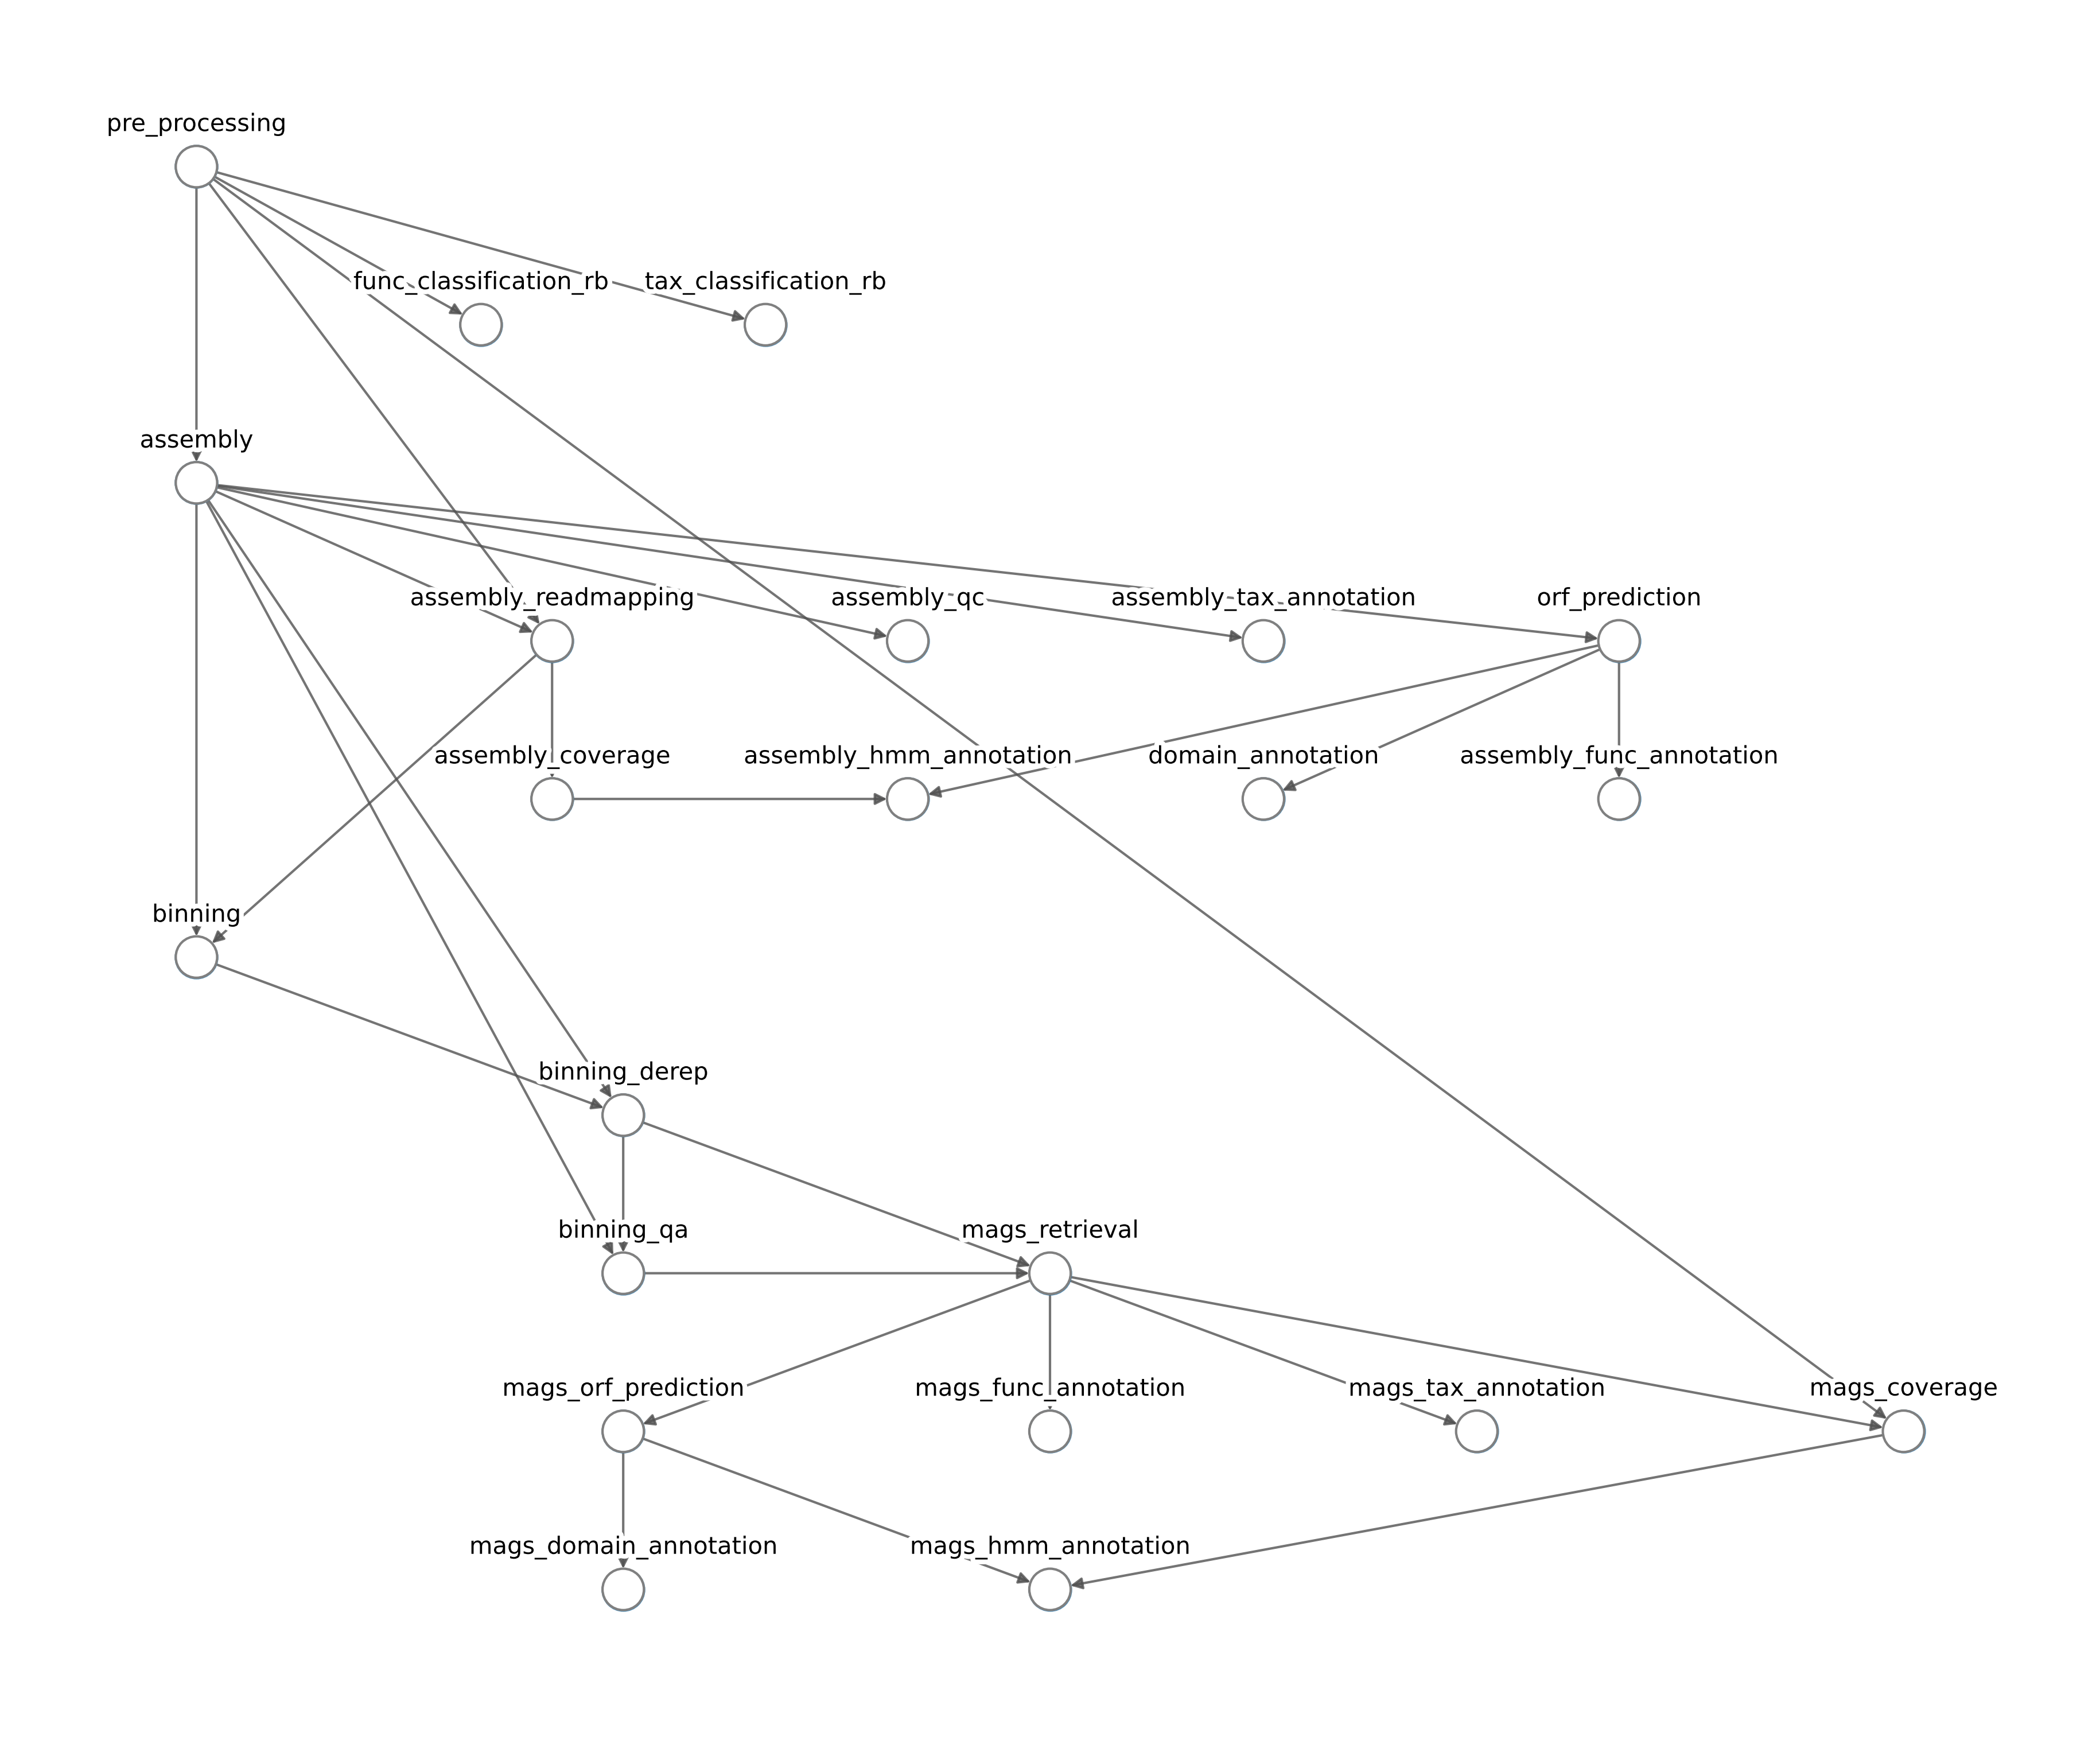 pre_processing
func_classification_rb
tax_classification_rb
assembly
assembly_readmapping
assembly_qc
assembly_tax_annotation
orf_prediction
assembly_coverage
assembly_hmm_annotation
domain_annotation
assembly_func_annotation
binning
binning_derep
binning_qa
mags_retrieval
mags_orf_prediction
mags_func_annotation
mags_tax_annotation
mags_coverage
mags_domain_annotation
mags_hmm_annotation